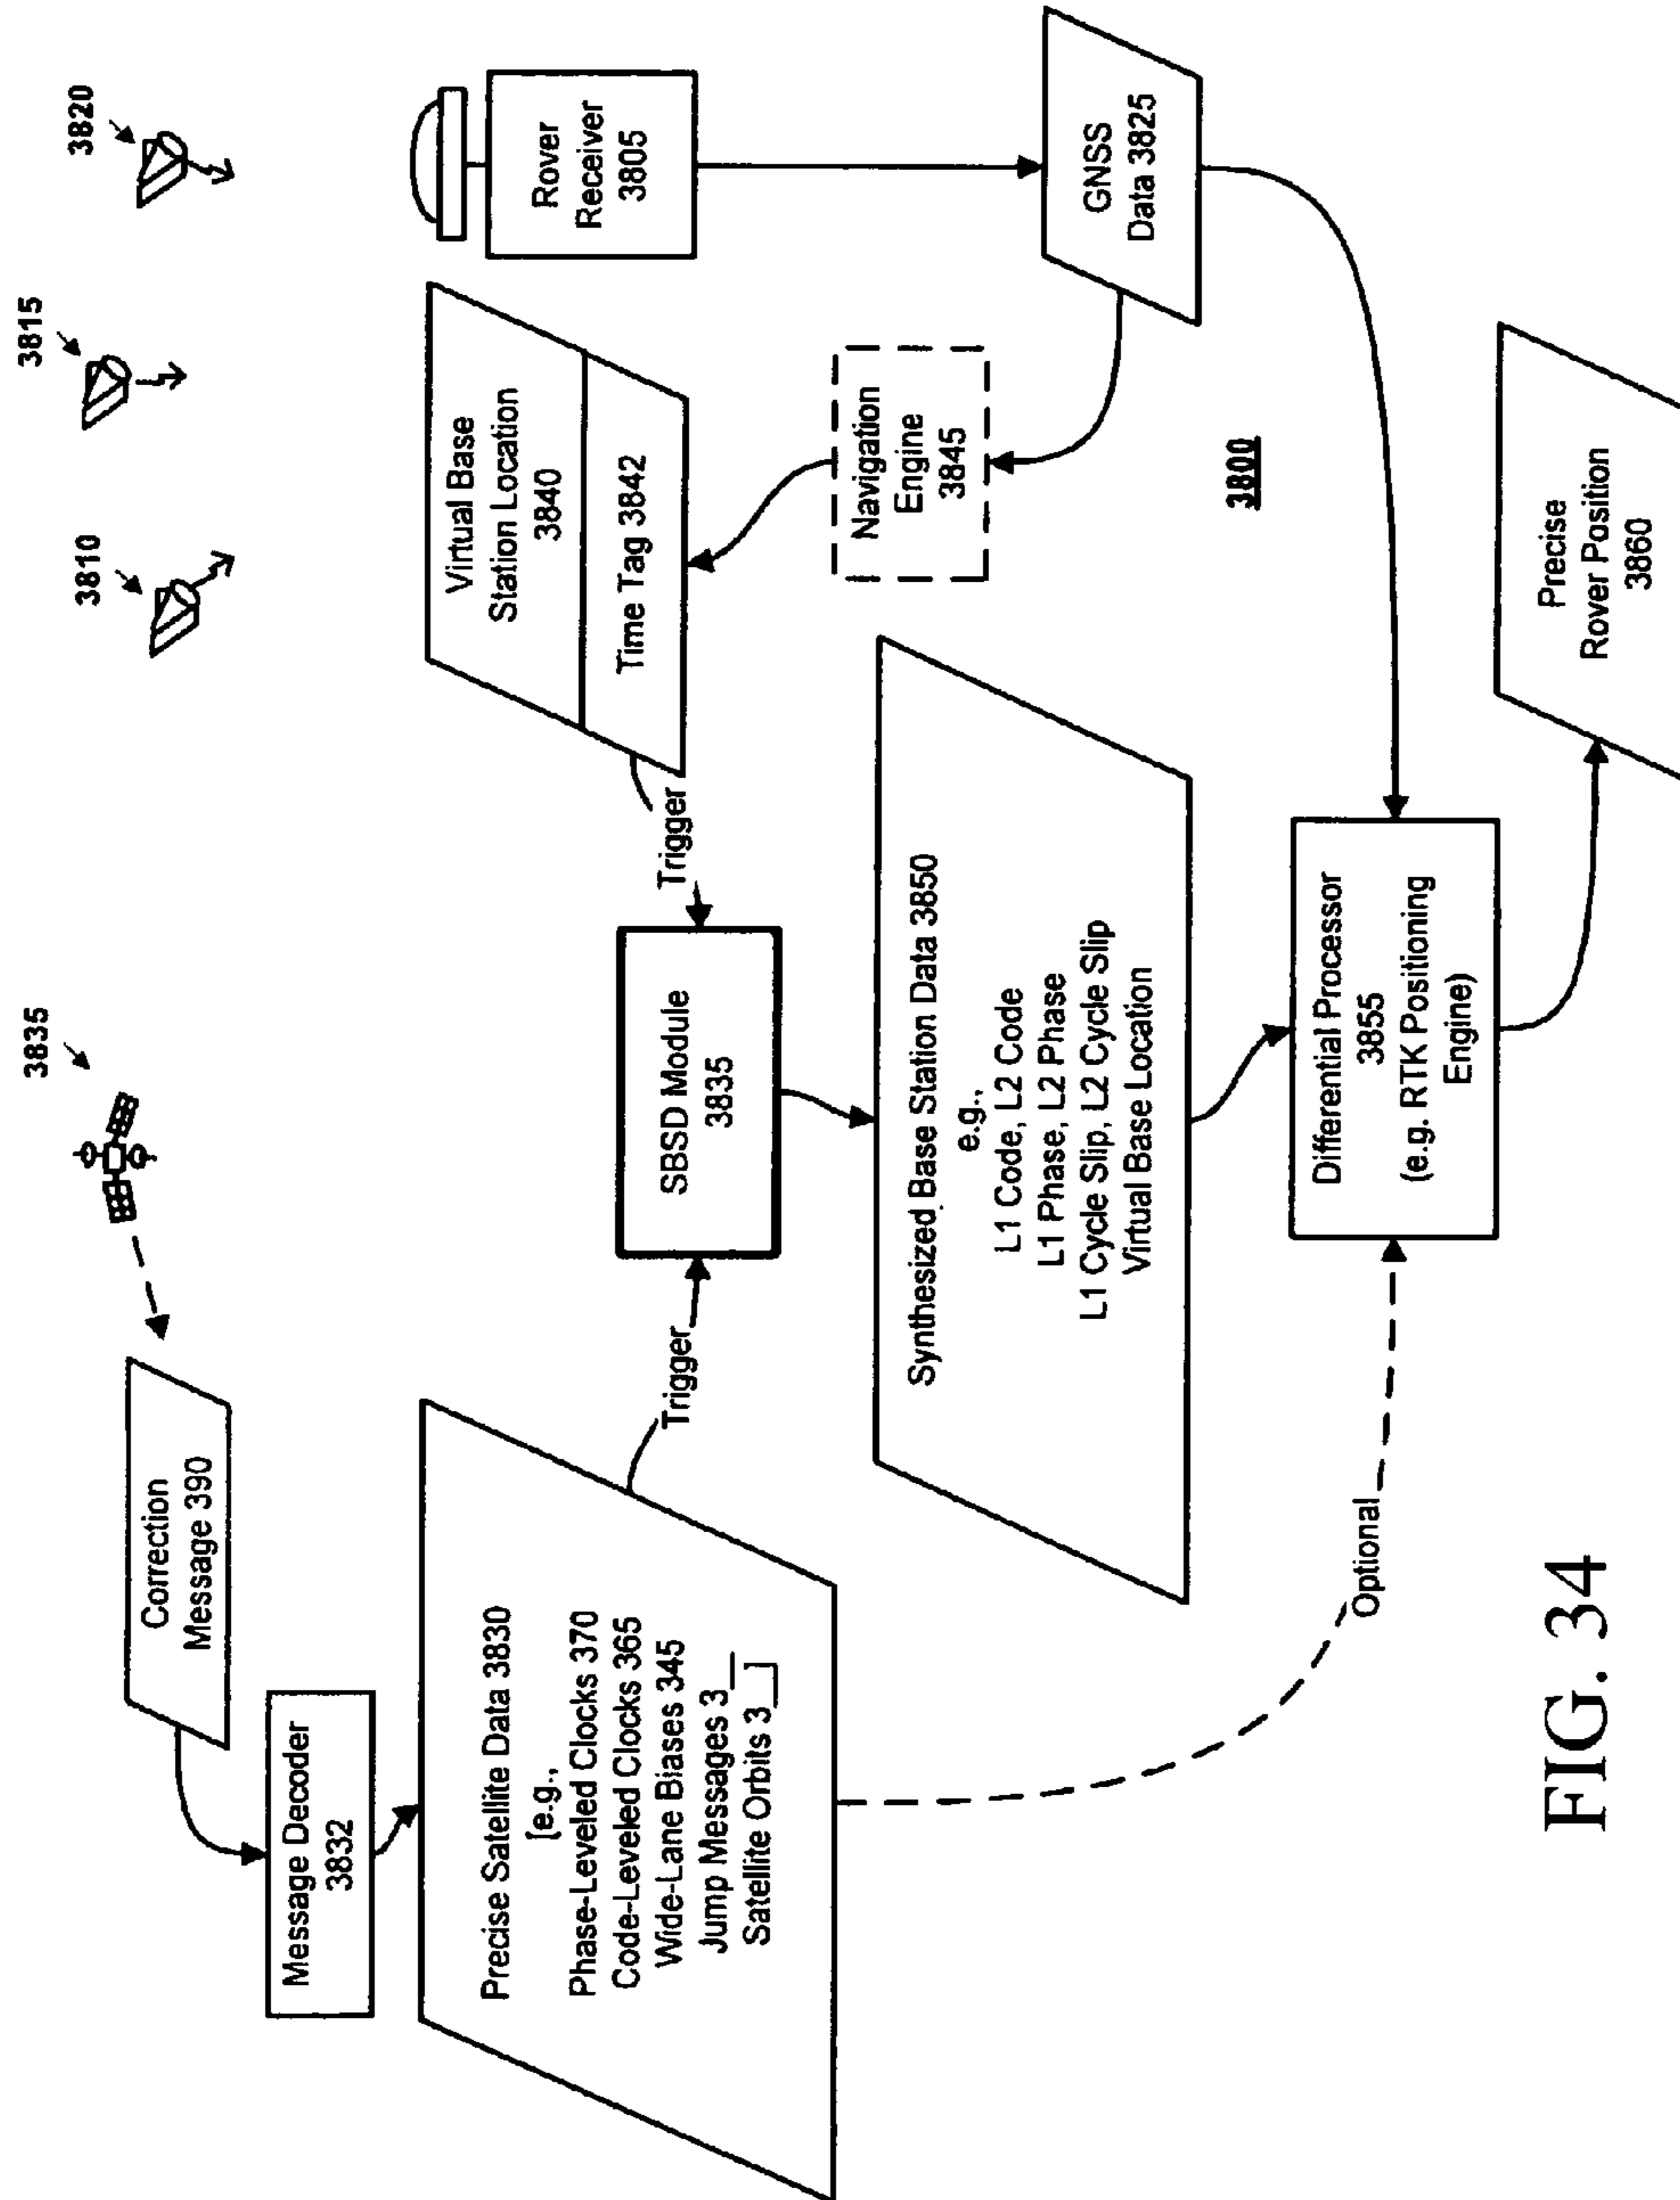 3835
3810
3815
3820
Correction
Message 390
Message Decoder
3832
Precise Satellite Data 3830
[e.g.,
Phase-Leveled Clocks 370
Code-Leveled Clocks 365
Wide-Lane Biases 345
Jump Messages 3__
Satellite Orbits 3__]
Trigger
SBSD Module
3835
Trigger
Virtual Base
Station Location
3840
Time Tag 3842
Rover
Receiver
3805
Navigation
Engine
3845
GNSS
Data 3825
Synthesized Base Station Data 3850
e.g.,
L1 Code, L2 Code
L1 Phase, L2 Phase
L1 Cycle Slip, L2 Cycle Slip
Virtual Base Location
3800
Optional
Differential Processor
3855
(e.g. RTK Positioning
Engine)
Precise
Rover Position
3860
FIG. 34